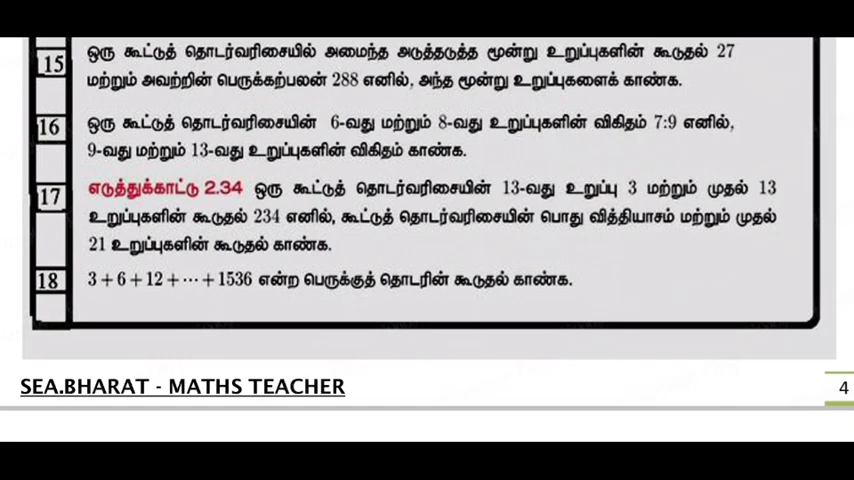 15 ஒரு கூட்டுத் தொடர்வரிசையில் அமைந்த அடுத்தடுத்த மூன்று உறுப்புகளின் கூடுதல் 27
மற்றும் அவற்றின் பெருக்கற்பலன் 288 எனில், அந்த மூன்று உறுப்புகளைக் காண்க.
16 ஒரு கூட்டுத் தொடர்வரிசையின் 6-வது மற்றும் 8-வது உறுப்புகளின் விகிதம் 7:9 எனில்,
9-வது மற்றும் 13-வது உறுப்புகளின் விகிதம் காண்க.
17 எடுத்துக்காட்டு 2.34 ஒரு கூட்டுத் தொடர்வரிசையின் 13-வது உறுப்பு 3 மற்றும் முதல் 13
உறுப்புகளின் கூடுதல் 234 எனில், கூட்டுத் தொடர்வரிசையின் பொது வித்தியாசம் மற்றும் முதல்
21 உறுப்புகளின் கூடுதல் காண்க.
18 3 + 6 + 12 + ⋯ + 1536 என்ற பெருக்குத் தொடரின் கூடுதல் காண்க.
SEA.BHARAT - MATHS TEACHER
4